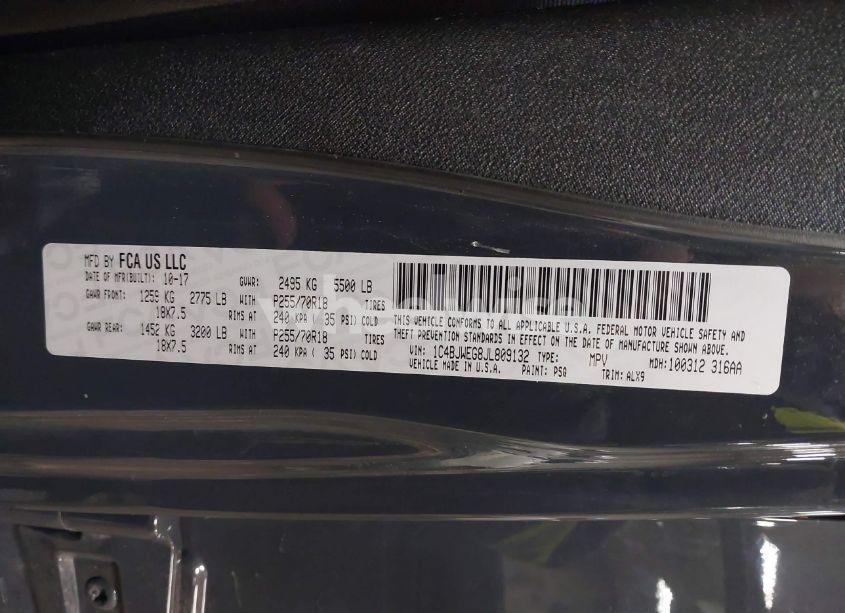 MFD BY FCA US LLC
DATE OF MFR(BUILT): 10-17 GVWR: 2495 KG 5500 LB
GAWR FRONT: 1259 KG 2775 LB WITH P255/70R18 TIRES
18X7.5 RIMS AT 240 KPA ( 35 PSI) COLD
GAWR REAR: 1452 KG 3200 LB WITH P255/70R18 TIRES
18X7.5 RIMS AT 240 KPA ( 35 PSI) COLD
THIS VEHICLE CONFORMS TO ALL APPLICABLE U.S.A. FEDERAL MOTOR VEHICLE SAFETY AND
THEFT PREVENTION STANDARDS IN EFFECT ON THE DATE OF MANUFACTURE SHOWN ABOVE.
VIN: 1C4BJWEG8JL809132 TYPE: MPV MDH:100312 316AA
VEHICLE MADE IN U.S.A. PAINT: PSG TRIM: ALX9